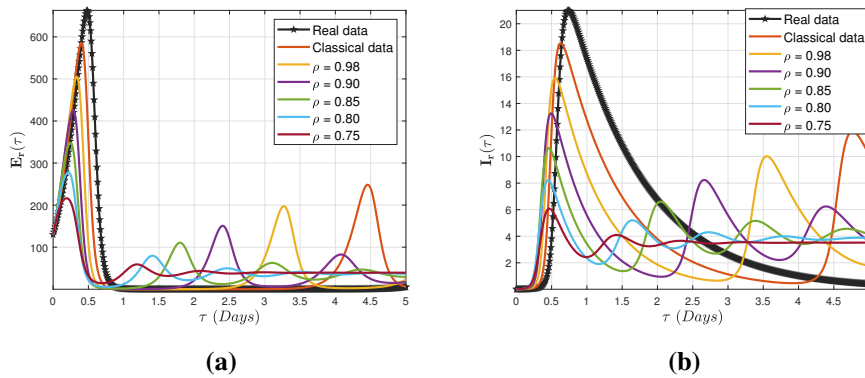 600
500
400
300
200
100
0 0.5 1 1.5 2 2.5 3 3.5 4 4.5 5
E_r(τ)
τ (Days)
Real data
Classical data
ρ = 0.98
ρ = 0.90
ρ = 0.85
ρ = 0.80
ρ = 0.75
(a)
20
18
16
14
12
10
8
6
4
2
0 0.5 1 1.5 2 2.5 3 3.5 4 4.5
I_r(τ)
τ (Days)
Real data
Classical data
ρ = 0.98
ρ = 0.90
ρ = 0.85
ρ = 0.80
ρ = 0.75
(b)